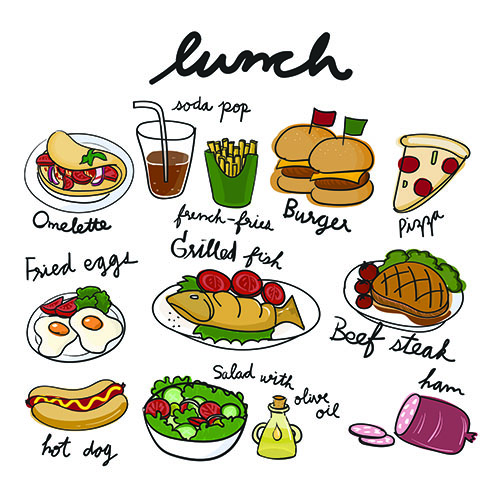 lunch
soda pop
Omelette
french-fries
Burger
pizza
Fried eggs
Grilled fish
Beef steak
hot dog
Salad with
olive
oil
ham